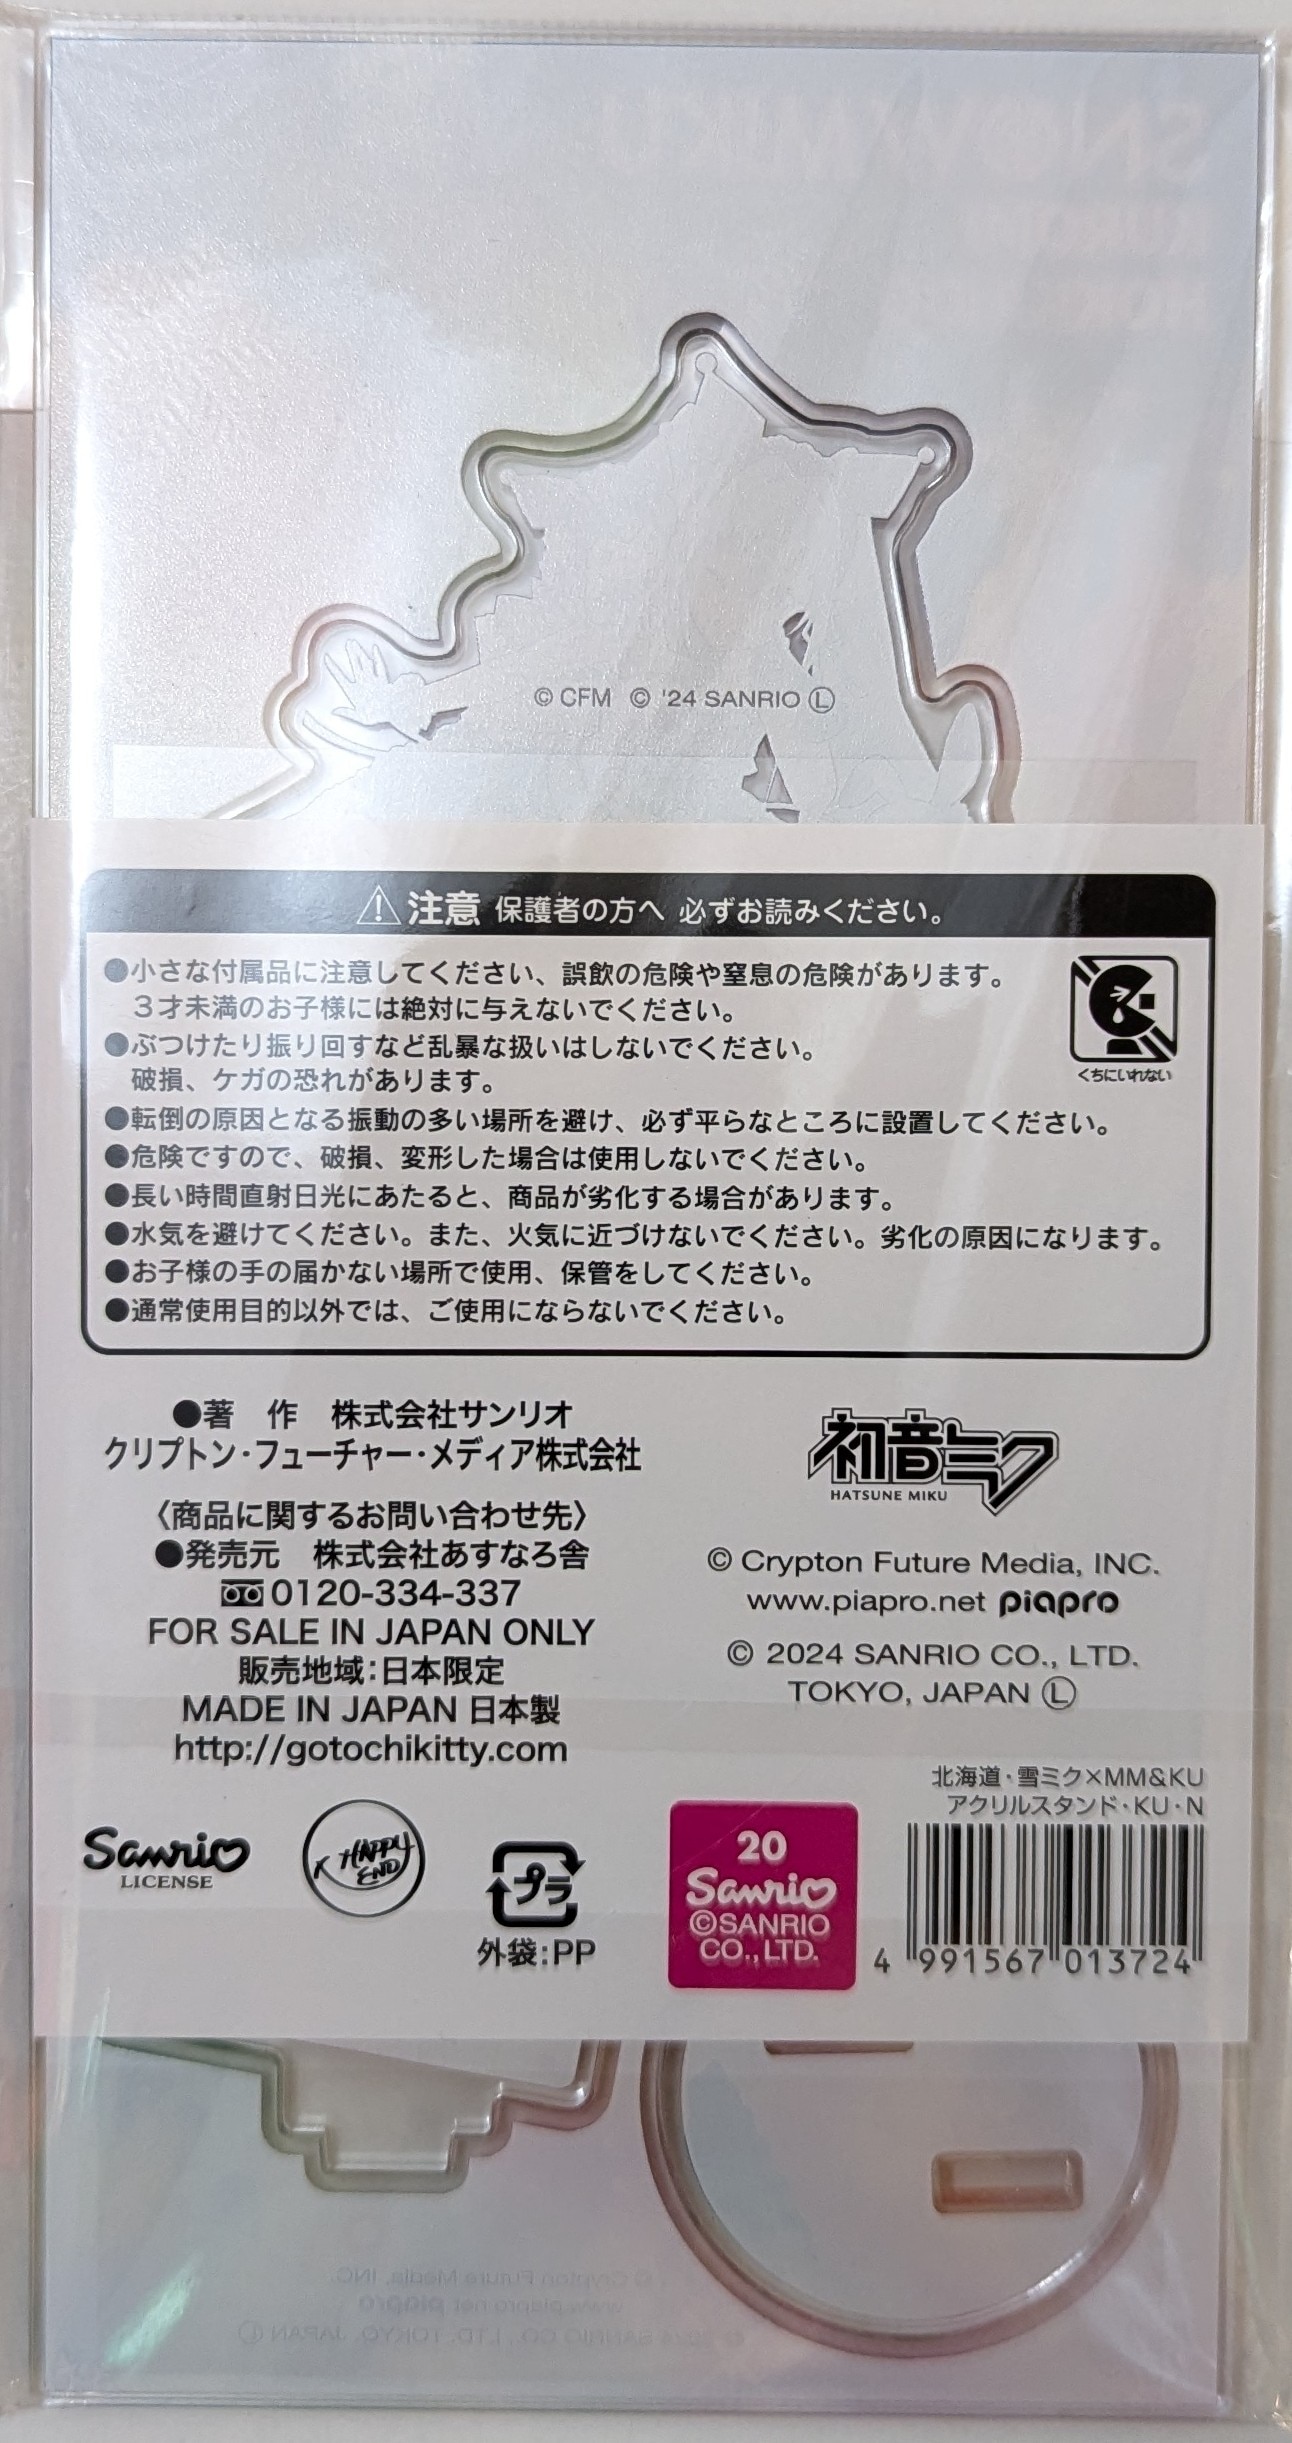 SNOW MIKU
KUROMI
© CFM © '24 SANRIO Ⓛ
注意 保護者の方へ 必ずお読みください。
●小さな付属品に注意してください、誤飲の危険や窒息の危険があります。
3才未満のお子様には絶対に与えないでください。
●ぶつけたり振り回すなど乱暴な扱いはしないでください。
破損、ケガの恐れがあります。
●転倒の原因となる振動の多い場所を避け、必ず平らなところに設置してください。
●危険ですので、破損、変形した場合は使用しないでください。
●長い時間直射日光にあたると、商品が劣化する場合があります。
●水気を避けてください。また、火気に近づけないでください。劣化の原因になります。
●お子様の手の届かない場所で使用、保管をしてください。
●通常使用目的以外では、ご使用にならないでください。
くちにいれない
●著 作 株式会社サンリオ
クリプトン・フューチャー・メディア株式会社
〈商品に関するお問い合わせ先〉
●発売元 株式会社あすなろ舎
0120-334-337
FOR SALE IN JAPAN ONLY
販売地域:日本限定
MADE IN JAPAN 日本製
http://gotochikitty.com
初音ミク
HATSUNE MIKU
© Crypton Future Media, INC.
www.piapro.net piapro
© 2024 SANRIO CO., LTD.
TOKYO, JAPAN Ⓛ
北海道・雪ミク×MM&KU
アクリルスタンド・KU・N
Sanrio
LICENSE
HAPPY
END
プラ
外袋:PP
20
Sanrio
©SANRIO
CO., LTD.
4 991567 013724
© Crypton Future Media, INC.
www.piapro.net piapro
© 2024 SANRIO CO., LTD. TOKYO, JAPAN Ⓛ